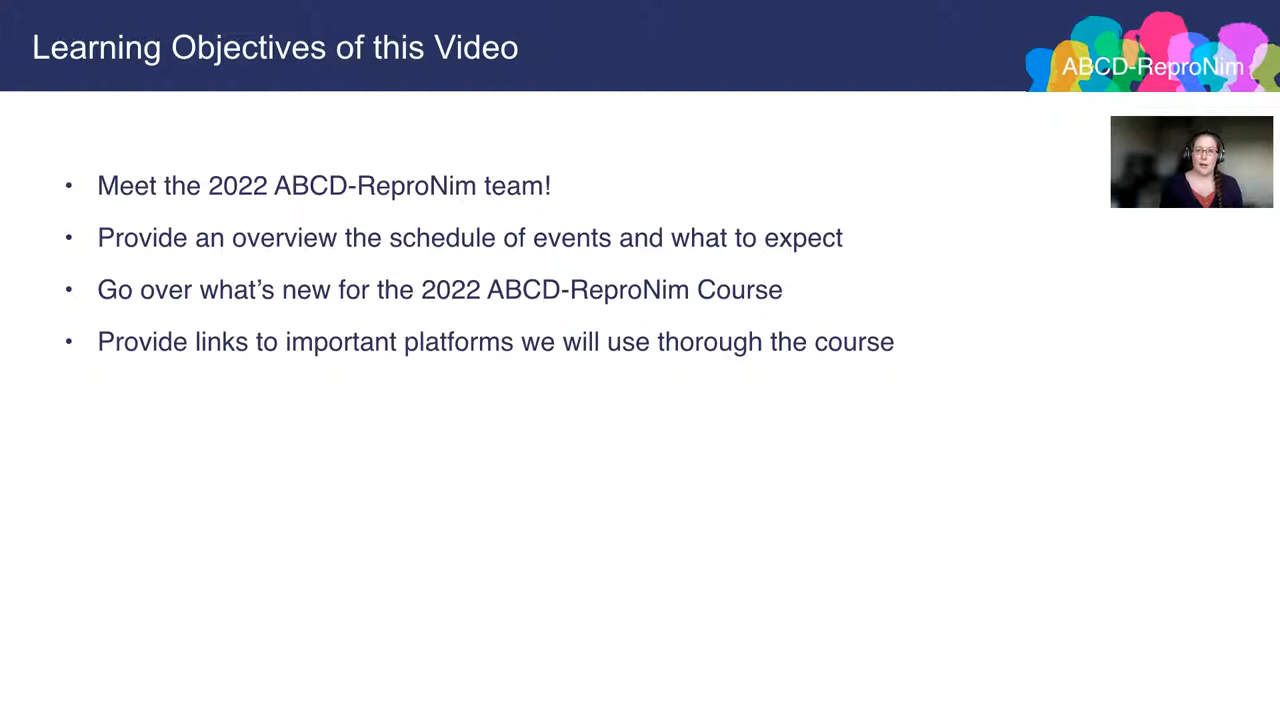 Learning Objectives of this Video
ABCD-ReproNim
• Meet the 2022 ABCD-ReproNim team!
• Provide an overview the schedule of events and what to expect
• Go over what’s new for the 2022 ABCD-ReproNim Course
• Provide links to important platforms we will use thorough the course